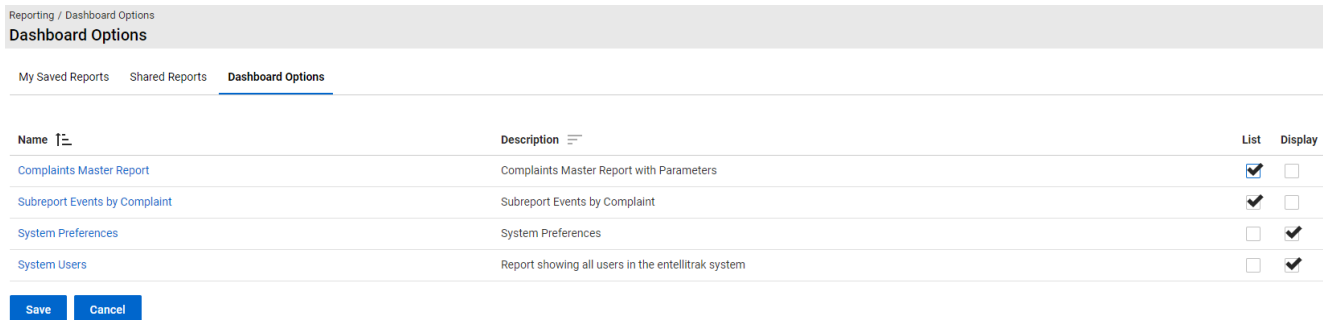 Reporting / Dashboard Options
Dashboard Options
My Saved Reports Shared Reports Dashboard Options
Name Description List Display
Complaints Master Report Complaints Master Report with Parameters
Subreport Events by Complaint Subreport Events by Complaint
System Preferences System Preferences
System Users Report showing all users in the entellitrak system
Save Cancel